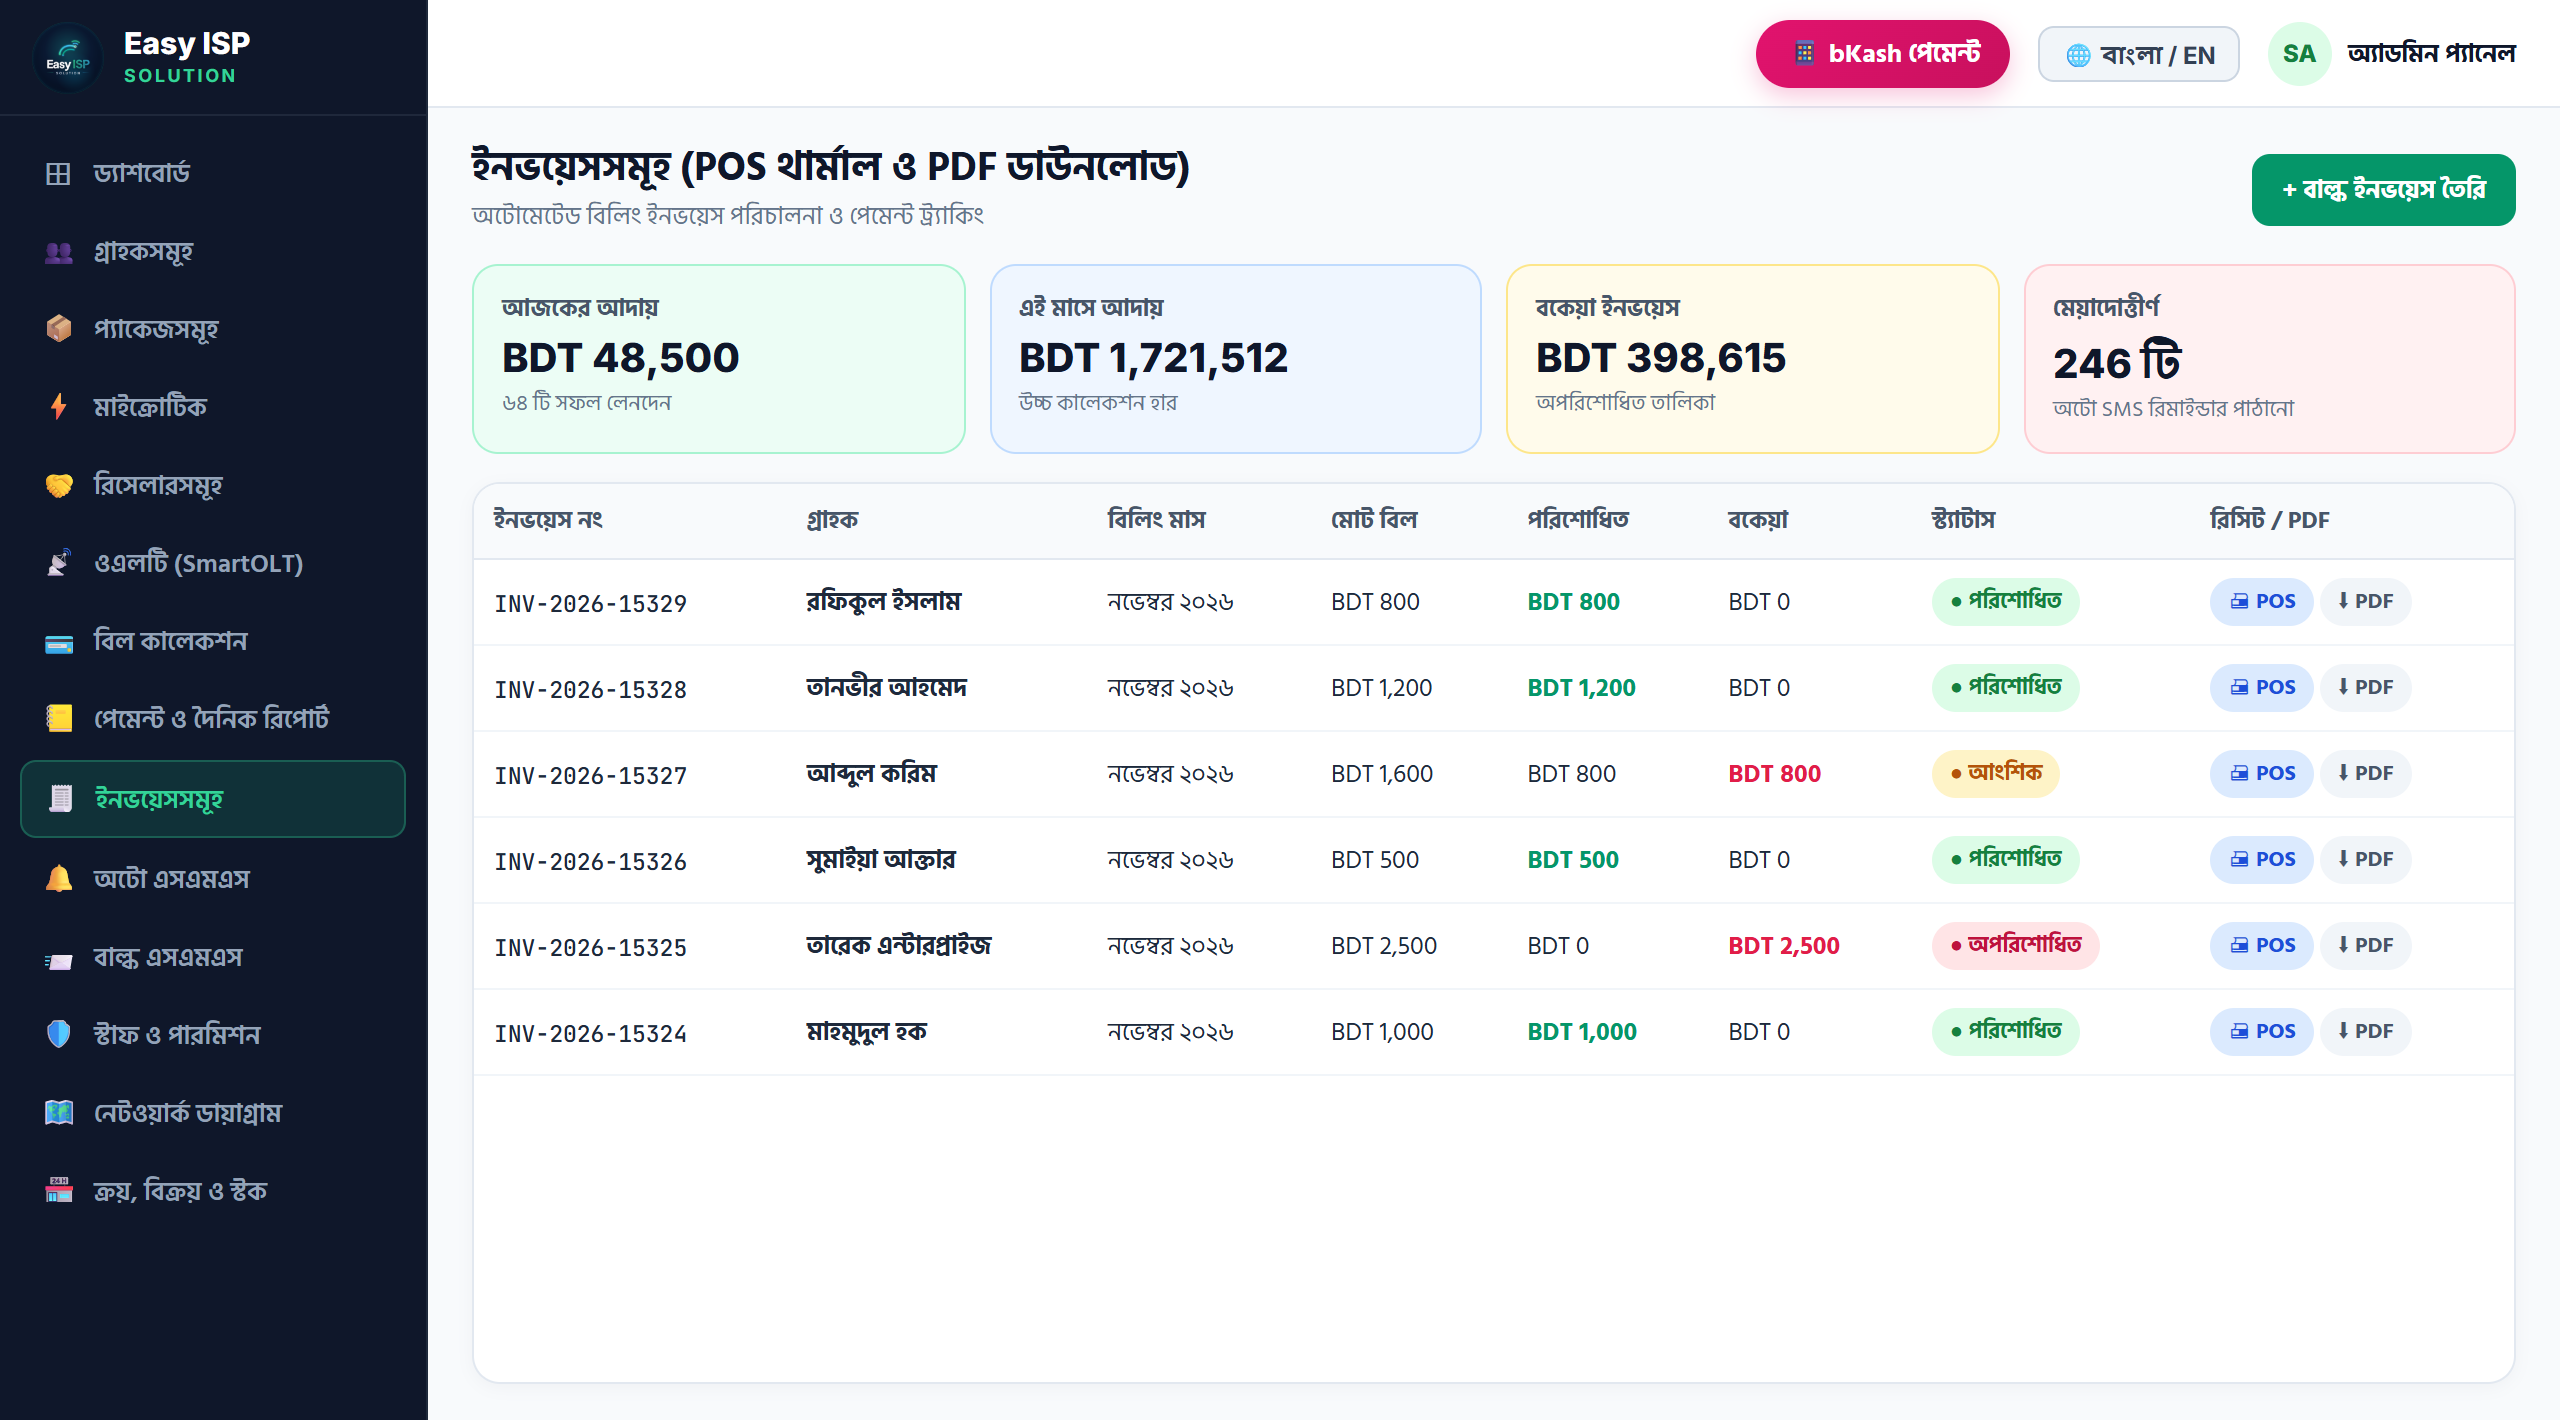 Easy ISP
SOLUTION
Easy ISP
SOLUTION
ড্যাশবোর্ড
গ্রাহকসমূহ
প্যাকেজসমূহ
মাইক্রোটিক
রিসেলারসমূহ
ওএলটি (SmartOLT)
বিল কালেকশন
পেমেন্ট ও দৈনিক রিপোর্ট
ইনভয়েসসমূহ
অটো এসএমএস
বাল্ক এসএমএস
স্টাফ ও পারমিশন
নেটওয়ার্ক ডায়াগ্রাম
ক্রয়, বিক্রয় ও স্টক
bKash পেমেন্ট
বাংলা / EN
SA অ্যাডমিন প্যানেল
ইনভয়েসসমূহ (POS থার্মাল ও PDF ডাউনলোড)
অটোমেটেড বিলিং ইনভয়েস পরিচালনা ও পেমেন্ট ট্র্যাকিং
+ বাল্ক ইনভয়েস তৈরি
আজকের আদায়
BDT 48,500
৬৪ টি সফল লেনদেন
এই মাসে আদায়
BDT 1,721,512
উচ্চ কালেকশন হার
বকেয়া ইনভয়েস
BDT 398,615
অপরিশোধিত তালিকা
মেয়াদোত্তীর্ণ
246 টি
অটো SMS রিমাইন্ডার পাঠানো
ইনভয়েস নং গ্রাহক বিলিং মাস মোট বিল পরিশোধিত বকেয়া স্ট্যাটাস রিসিট / PDF
INV-2026-15329 রফিকুল ইসলাম নভেম্বর ২০২৬ BDT 800 BDT 800 BDT 0 ● পরিশোধিত POS ⬇ PDF
INV-2026-15328 তানভীর আহমেদ নভেম্বর ২০২৬ BDT 1,200 BDT 1,200 BDT 0 ● পরিশোধিত POS ⬇ PDF
INV-2026-15327 আব্দুল করিম নভেম্বর ২০২৬ BDT 1,600 BDT 800 BDT 800 ● আংশিক POS ⬇ PDF
INV-2026-15326 সুমাইয়া আক্তার নভেম্বর ২০২৬ BDT 500 BDT 500 BDT 0 ● পরিশোধিত POS ⬇ PDF
INV-2026-15325 তারেক এন্টারপ্রাইজ নভেম্বর ২০২৬ BDT 2,500 BDT 0 BDT 2,500 ● অপরিশোধিত POS ⬇ PDF
INV-2026-15324 মাহমুদুল হক নভেম্বর ২০২৬ BDT 1,000 BDT 1,000 BDT 0 ● পরিশোধিত POS ⬇ PDF